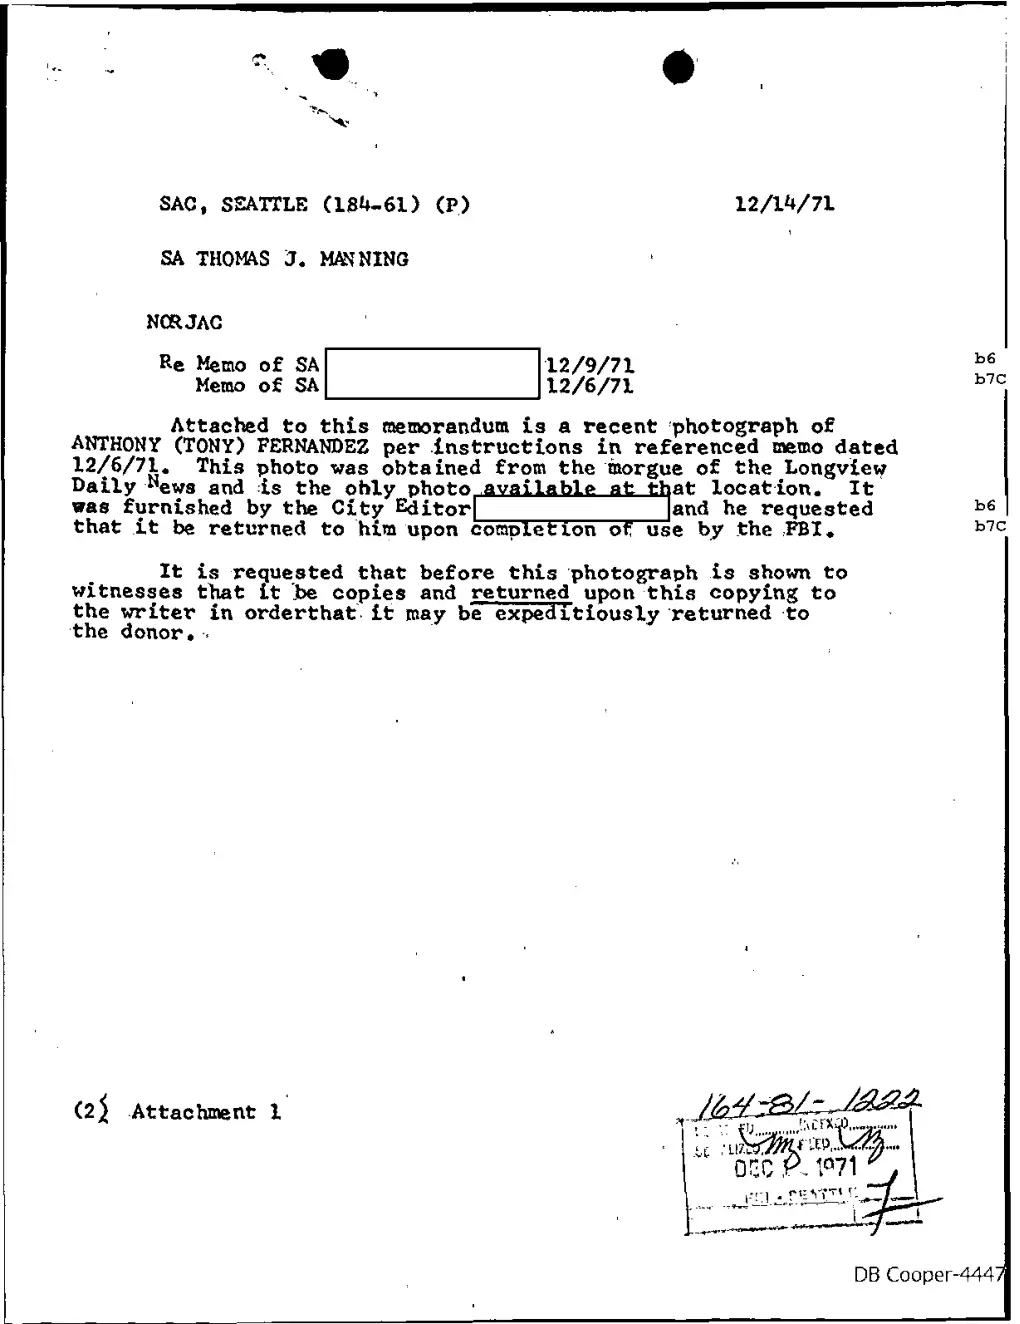 SAC, SEATTLE (184-61) (P) 12/14/71
SA THOMAS J. MANNING
NORJAC
Re Memo of SA 12/9/71
Memo of SA 12/6/71
b6
b7C
Attached to this memorandum is a recent photograph of
ANTHONY (TONY) FERNANDEZ per instructions in referenced memo dated
12/6/71. This photo was obtained from the morgue of the Longview
Daily News and is the only photo available at that location. It
was furnished by the City Editor and he requested
that it be returned to him upon completion of use by the FBI.
b6
b7C
It is requested that before this photograph is shown to
witnesses that it be copies and returned upon this copying to
the writer in orderthat it may be expeditiously returned to
the donor.
(2) Attachment 1
164-81-1222
DEC 1971
FBI - SEATTLE
DB Cooper-4447